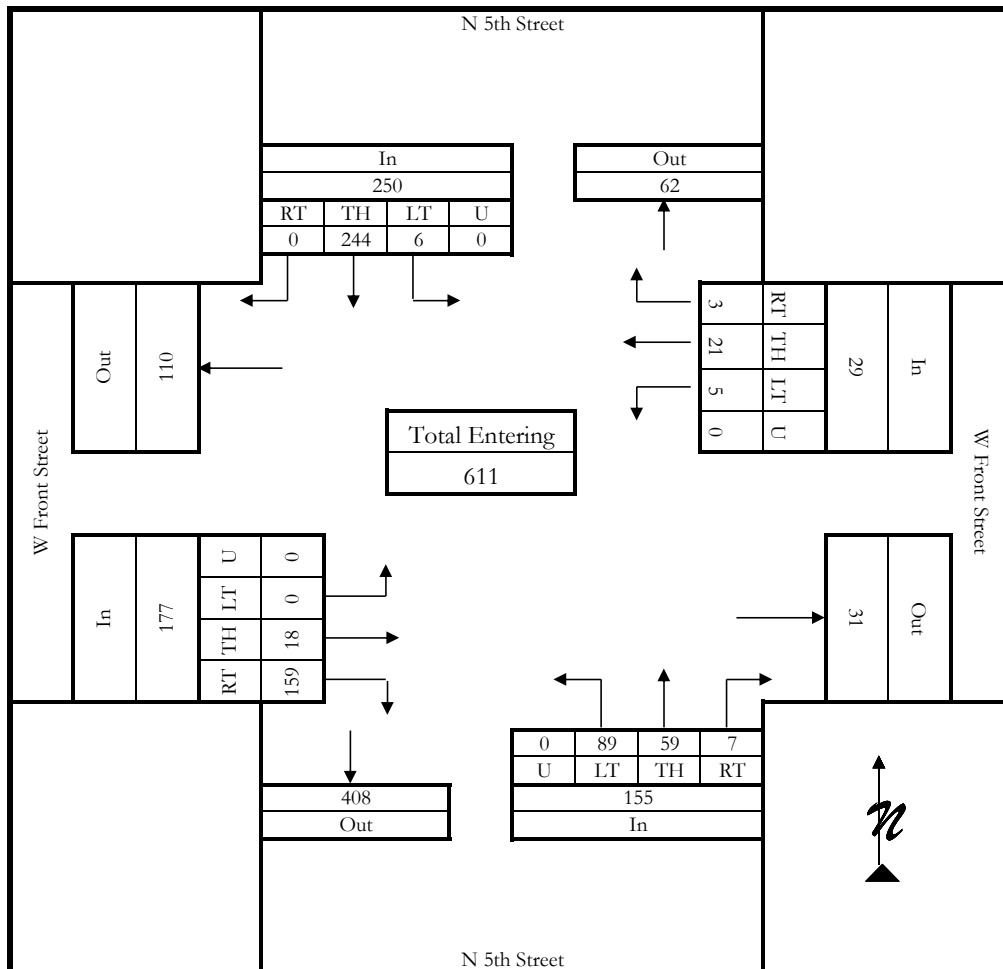 N 5th Street
In
250
RT TH LT U
0 244 6 0
Out
62
Out
110
3 RT
21 TH
5 LT
0 U
29
In
W Front Street
Total Entering
611
W Front Street
In
177
U 0
LT 0
TH 18
RT 159
31
Out
0 89 59 7
U LT TH RT
155
In
408
Out
N
N 5th Street